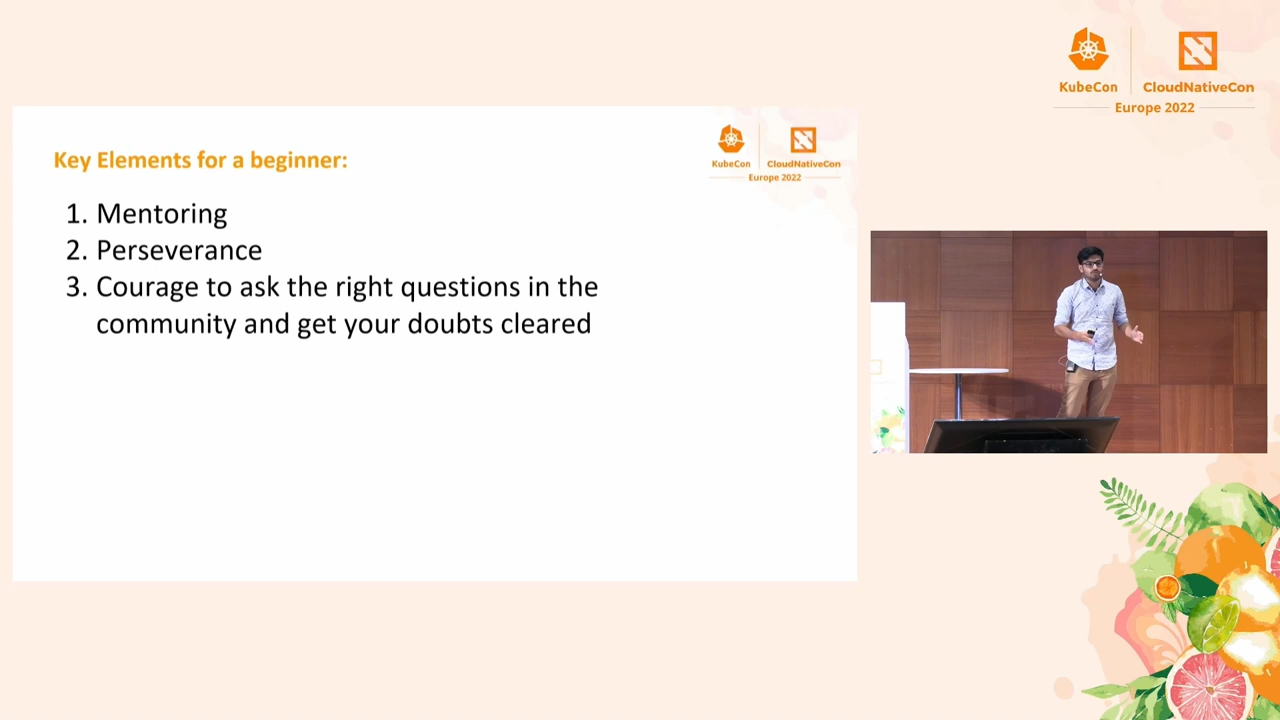 KubeCon
CloudNativeCon
Europe 2022
Key Elements for a beginner:
KubeCon
CloudNativeCon
Europe 2022
1. Mentoring
2. Perseverance
3. Courage to ask the right questions in the
community and get your doubts cleared